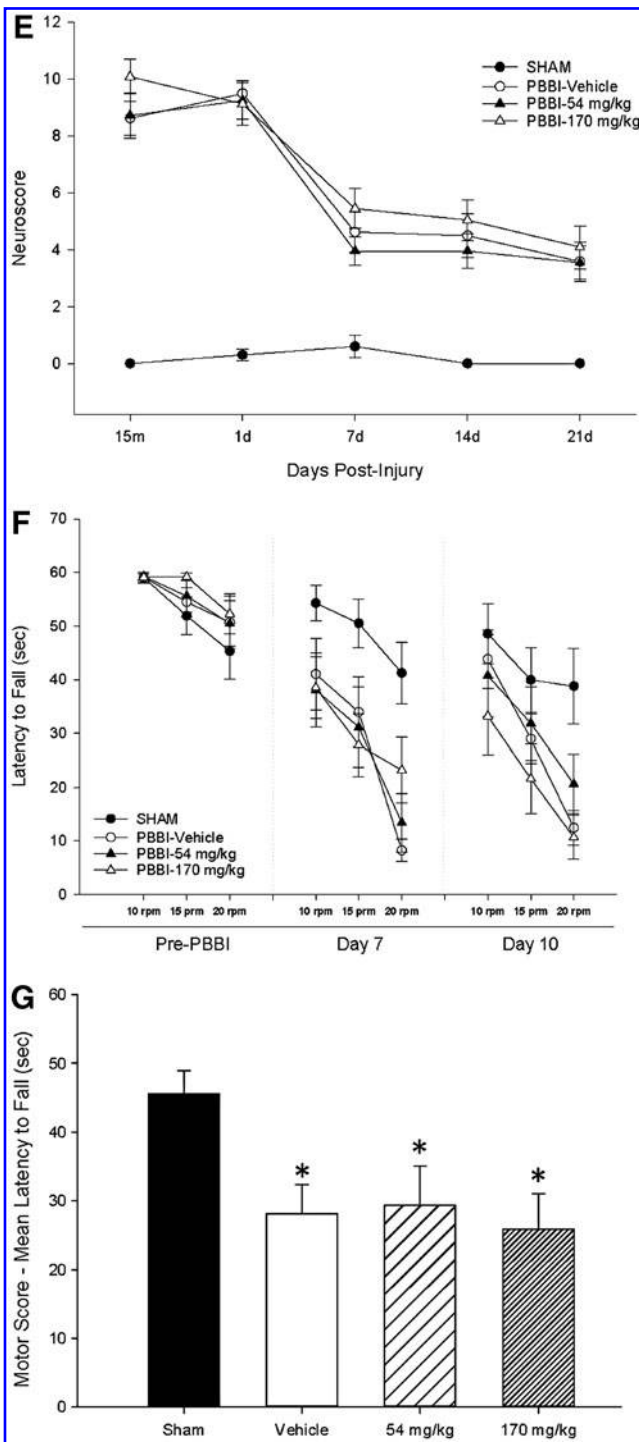 E
12
10
8
6
4
2
0
Neuroscore
SHAM
PBBI-Vehicle
PBBI-54 mg/kg
PBBI-170 mg/kg
15m 1d 7d 14d 21d
Days Post-Injury
F
70
60
50
40
30
20
10
0
Latency to Fall (sec)
SHAM
PBBI-Vehicle
PBBI-54 mg/kg
PBBI-170 mg/kg
10 rpm 15 prm 20 rpm 10 rpm 15 prm 20 rpm 10 rpm 15 prm 20 rpm
Pre-PBBI Day 7 Day 10
G
60
50
40
30
20
10
0
Motor Score - Mean Latency to Fall (sec)
* * *
Sham Vehicle 54 mg/kg 170 mg/kg